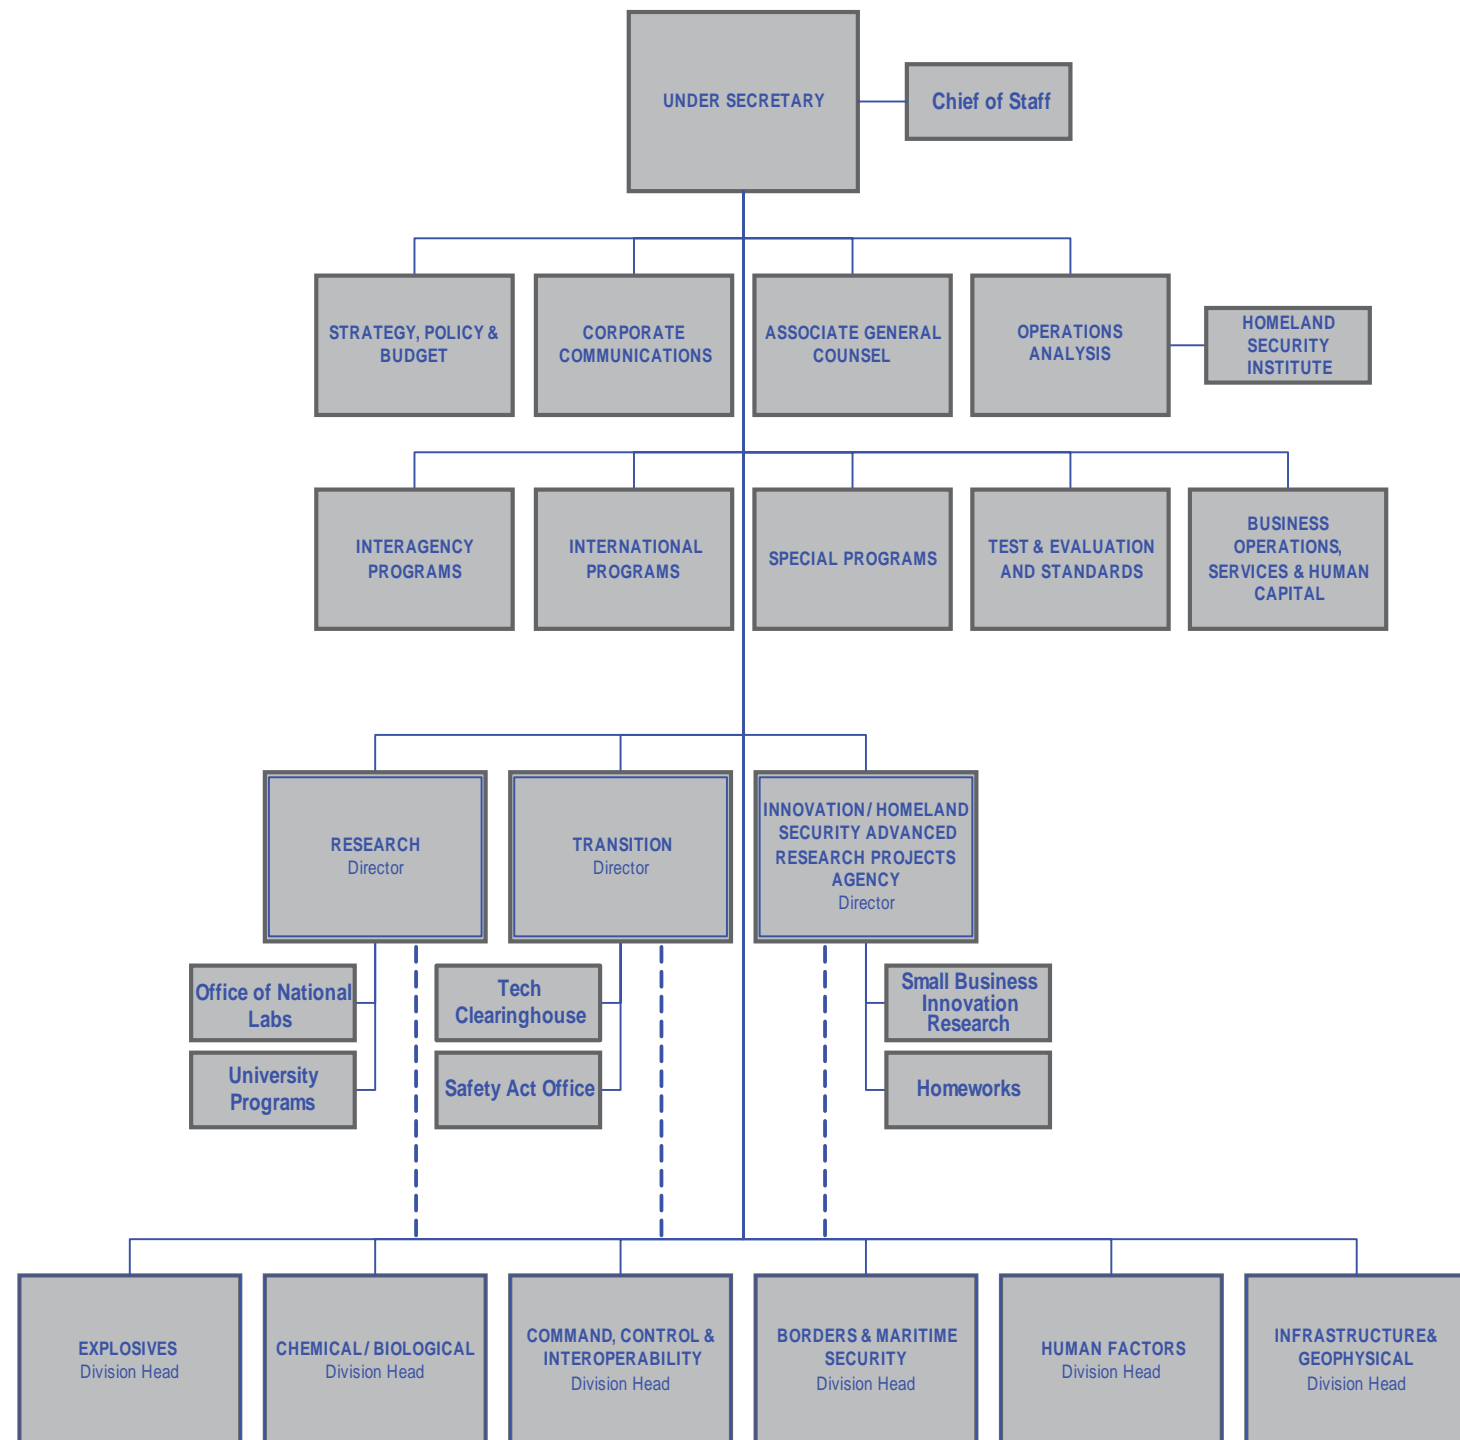 UNDER SECRETARY
Chief of Staff
STRATEGY, POLICY &
BUDGET
CORPORATE
COMMUNICATIONS
ASSOCIATE GENERAL
COUNSEL
OPERATIONS
ANALYSIS
HOMELAND
SECURITY
INSTITUTE
INTERAGENCY
PROGRAMS
INTERNATIONAL
PROGRAMS
SPECIAL PROGRAMS
TEST & EVALUATION
AND STANDARDS
BUSINESS
OPERATIONS,
SERVICES & HUMAN
CAPITAL
RESEARCH
Director
TRANSITION
Director
INNOVATION / HOMELAND
SECURITY ADVANCED
RESEARCH PROJECTS
AGENCY
Director
Office of National
Labs
Tech
Clearinghouse
Small Business
Innovation
Research
University
Programs
Safety Act Office
Homeworks
EXPLOSIVES
Division Head
CHEMICAL / BIOLOGICAL
Division Head
COMMAND, CONTROL &
INTEROPERABILITY
Division Head
BORDERS & MARITIME
SECURITY
Division Head
HUMAN FACTORS
Division Head
INFRASTRUCTURE&
GEOPHYSICAL
Division Head